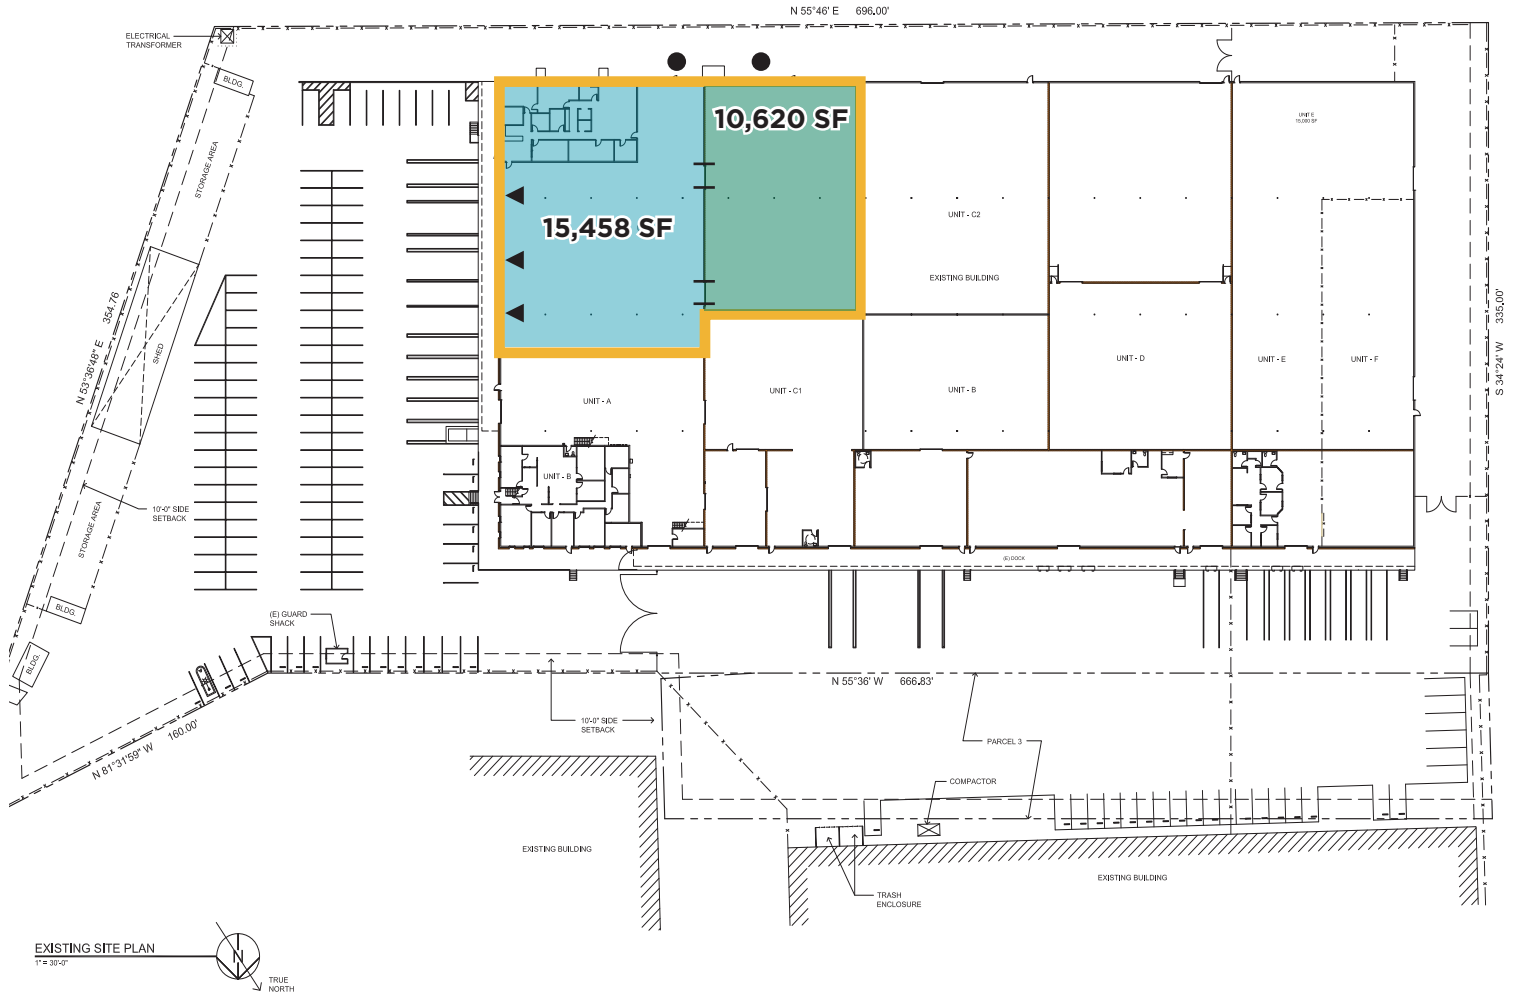 N 55°46' E 696.00'
ELECTRICAL
TRANSFORMER
BLDG.
STORAGE AREA
10,620 SF
UNIT E
15,000 SF
15,458 SF
UNIT - C2
EXISTING BUILDING
N 53°36'48" E 354.76
SHED
S 34°24' W 335.00'
UNIT - D
UNIT - E
UNIT - F
UNIT - C1
UNIT - B
UNIT - A
UNIT - B
10'-0" SIDE
SETBACK
STORAGE AREA
(E) DOCK
BLDG.
(E) GUARD
SHACK
BLDG.
N 55°36' W 666.83'
10'-0" SIDE
SETBACK
N 81°31'59" W 160.00'
PARCEL 3
COMPACTOR
EXISTING BUILDING
EXISTING BUILDING
TRASH
ENCLOSURE
EXISTING SITE PLAN
1" = 30'-0"
N
TRUE
NORTH